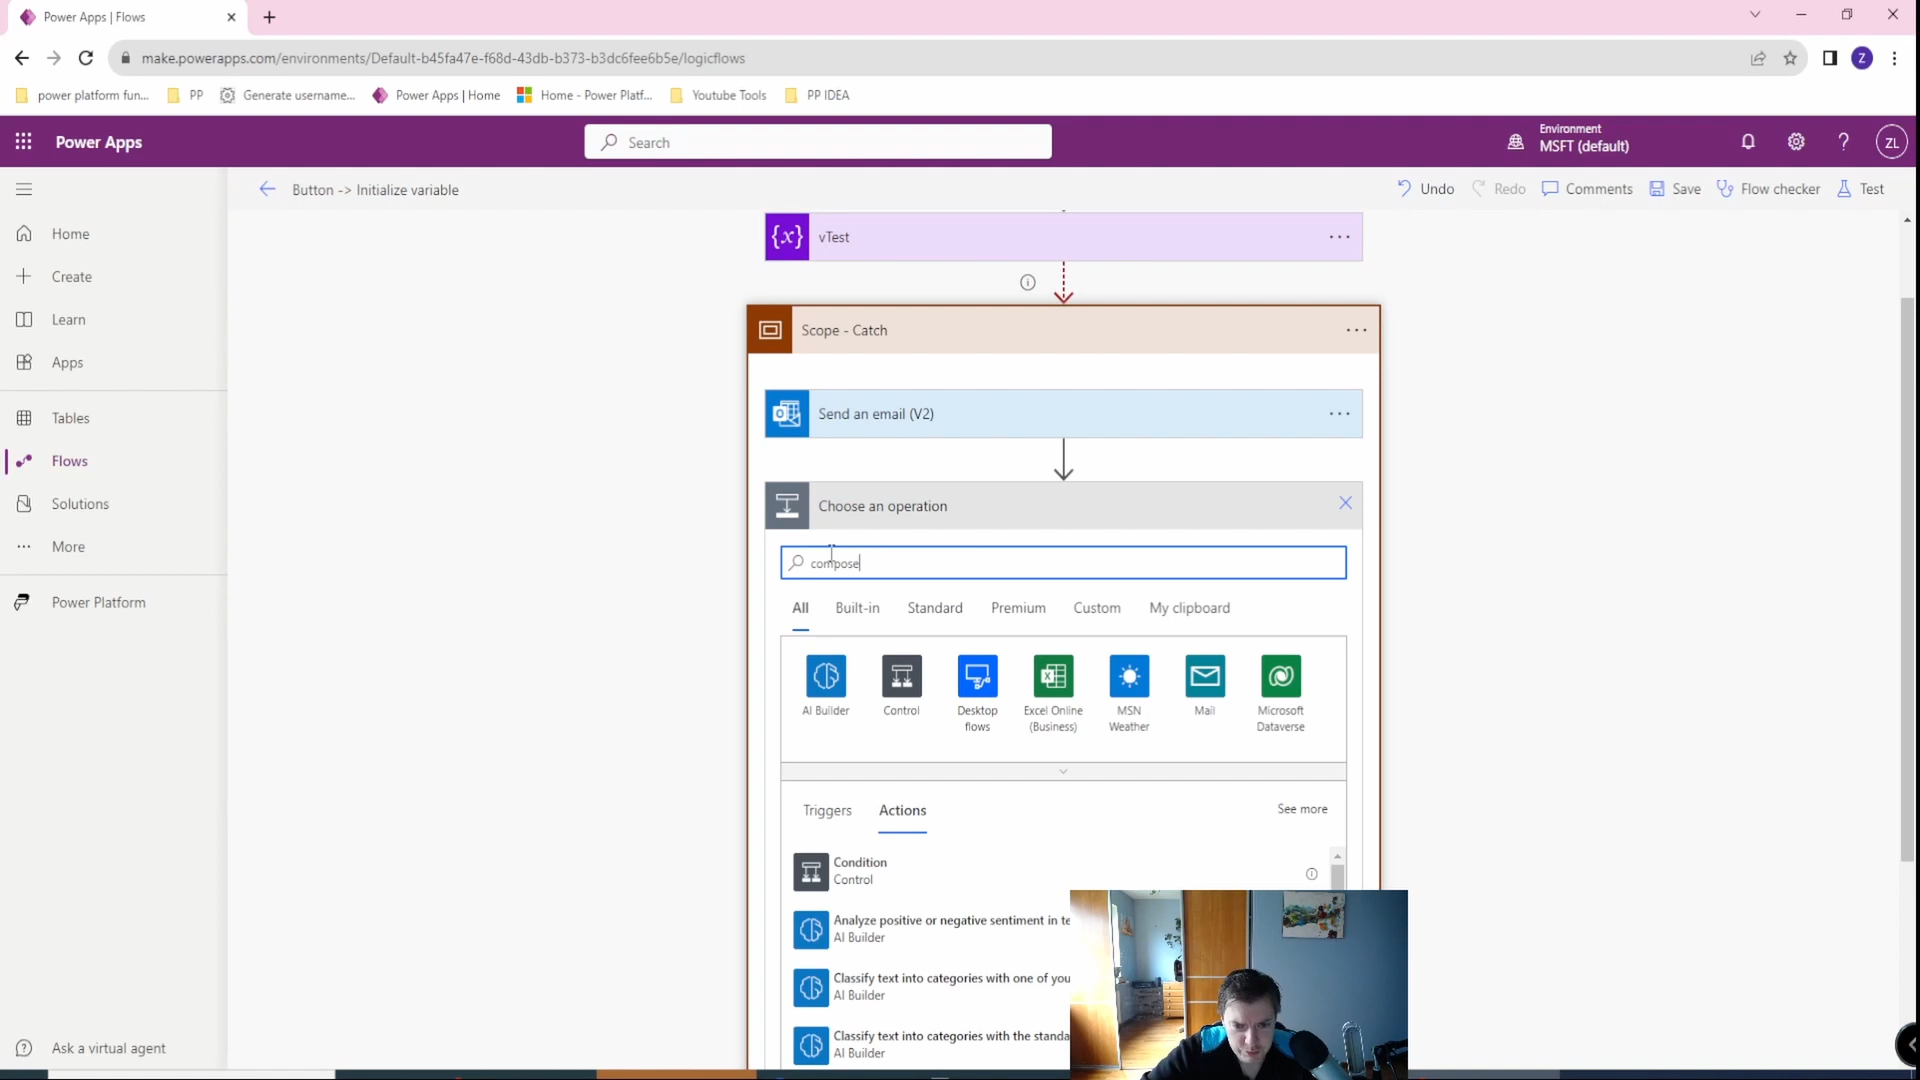 Power Apps | Flows
make.powerapps.com/environments/Default-b45fa47e-f68d-43db-b373-b3dc6fee6b5e/logicflows
Z
power platform fun...
PP
Generate username...
Power Apps | Home
Home - Power Platf...
Youtube Tools
PP IDEA
Power Apps
Search
Environment
MSFT (default)
ZL
Button -> Initialize variable
Undo
Redo
Comments
Save
Flow checker
Test
Home
Create
Learn
Apps
Tables
Flows
Solutions
More
Power Platform
Ask a virtual agent
{x}
vTest
Scope - Catch
Send an email (V2)
Choose an operation
compose
All
Built-in
Standard
Premium
Custom
My clipboard
AI Builder
Control
Desktop
flows
Excel Online
(Business)
MSN
Weather
Mail
Microsoft
Dataverse
Triggers
Actions
See more
Condition
Control
Analyze positive or negative sentiment in te
AI Builder
Classify text into categories with one of you
AI Builder
Classify text into categories with the standa
AI Builder